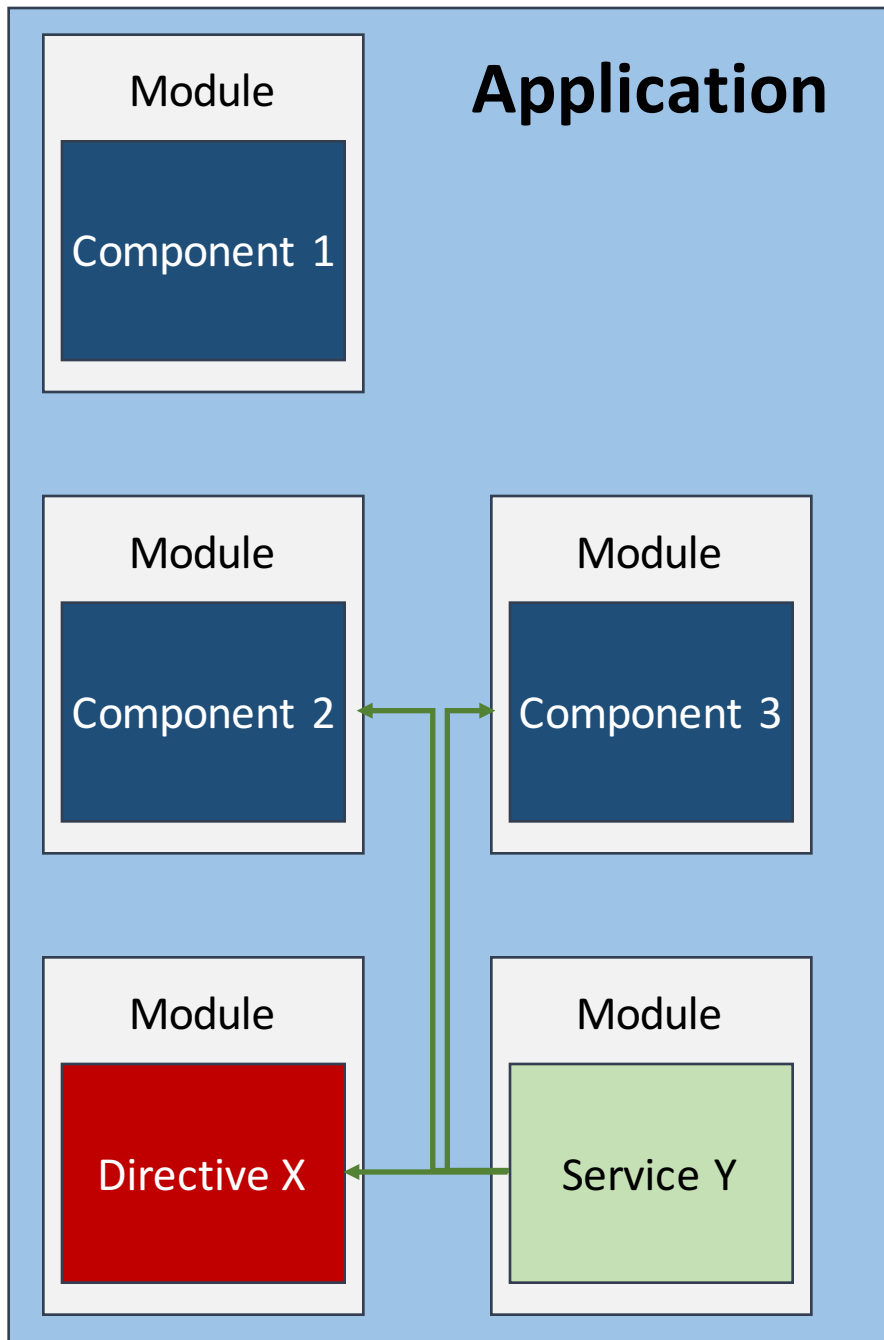 Application
Module
Component 1
Module
Component 2
Module
Component 3
Module
Directive X
Module
Service Y